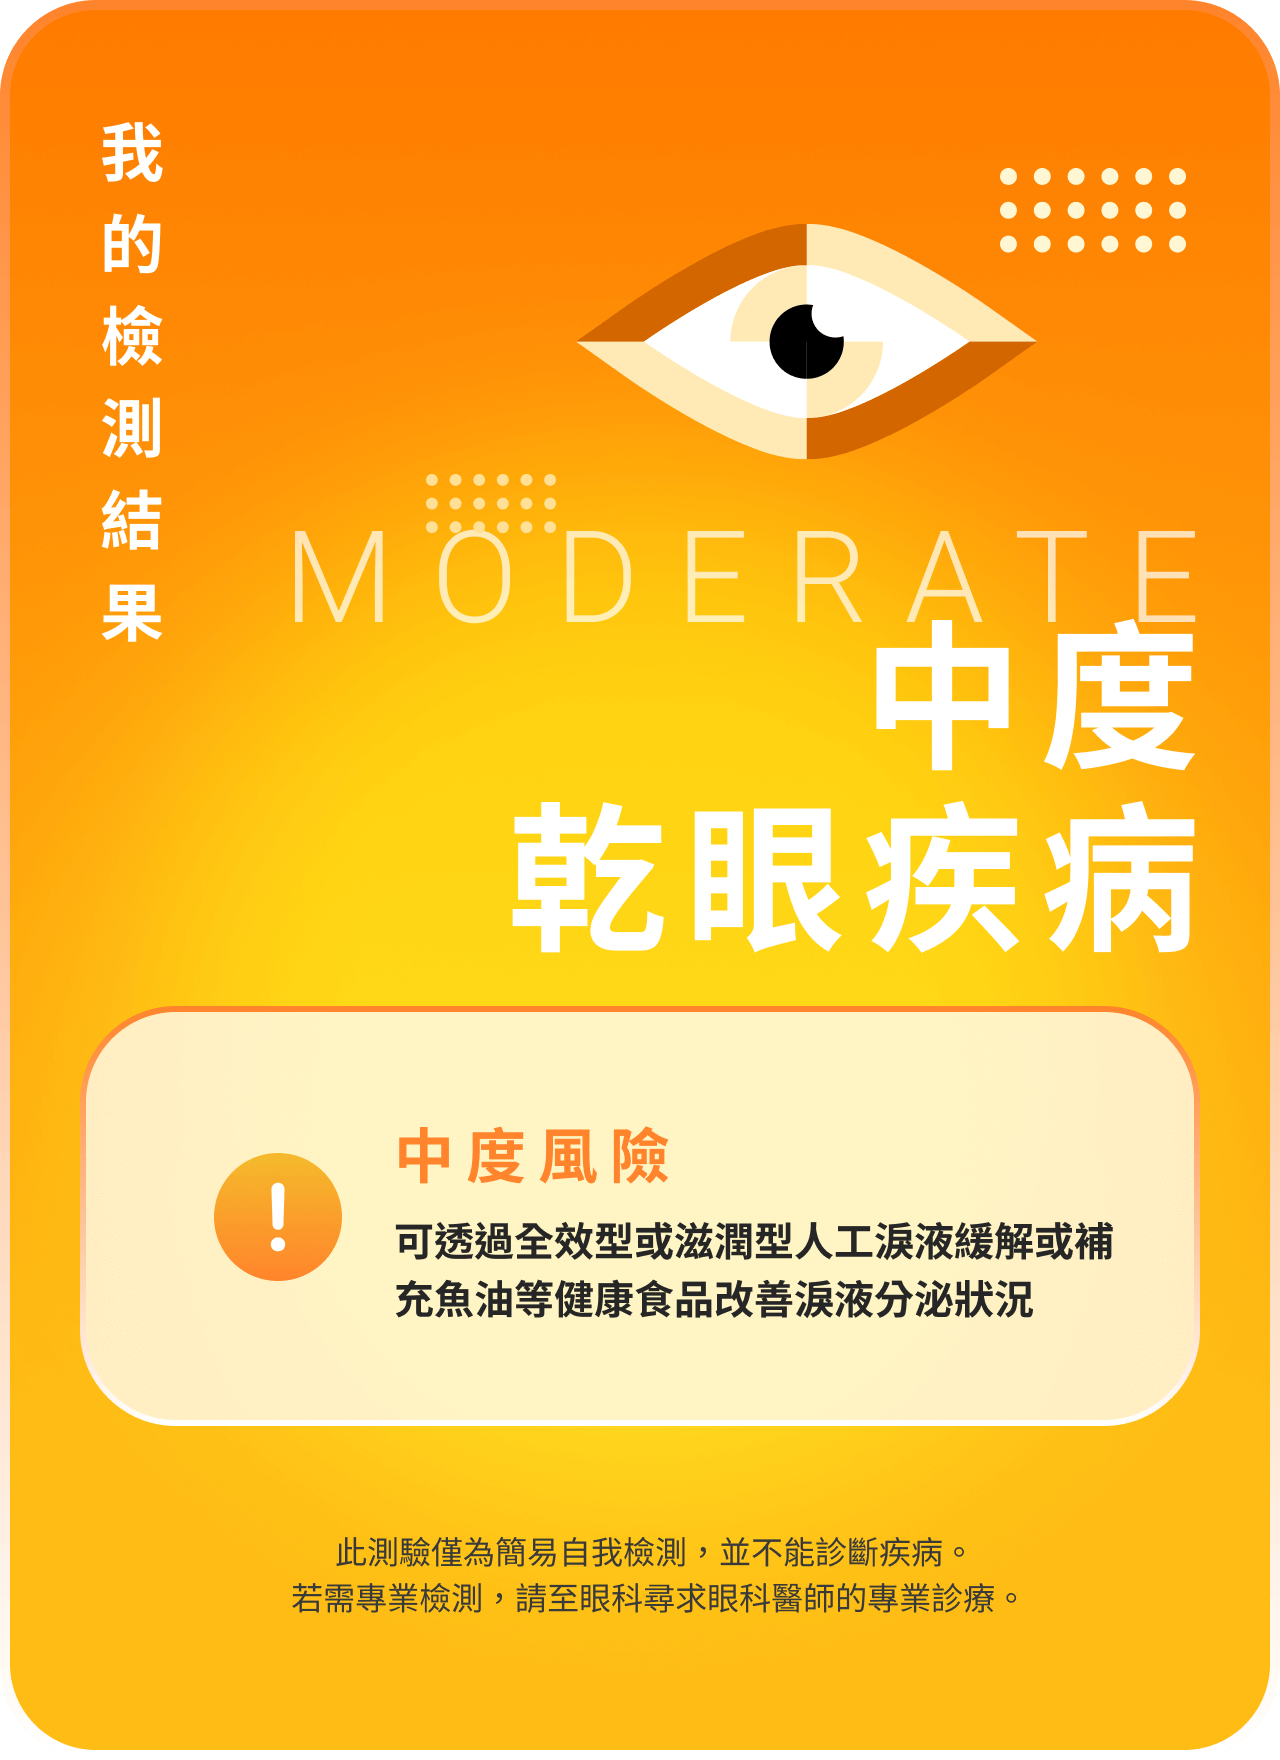 我的檢測結果
MODERATE
中度
乾眼疾病
中度風險
可透過全效型或滋潤型人工淚液緩解或補
充魚油等健康食品改善淚液分泌狀況
此測驗僅為簡易自我檢測，並不能診斷疾病。
若需專業檢測，請至眼科尋求眼科醫師的專業診療。